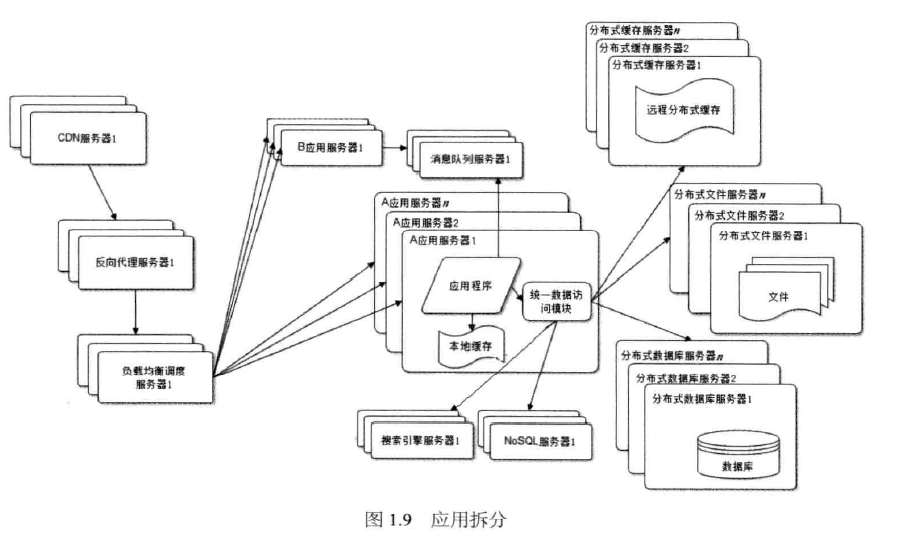 分布式缓存服务器n
分布式缓存服务器2
分布式缓存服务器1
远程分布式缓存
CDN服务器1
B应用服务器1
消息队列服务器1
A应用服务器n
A应用服务器2
A应用服务器1
分布式文件服务器n
分布式文件服务器2
分布式文件服务器1
反向代理服务器1
应用程序
统一数据访
问模块
文件
本地缓存
负载均衡调度
服务器1
分布式数据库服务器n
分布式数据库服务器2
分布式数据库服务器1
搜索引擎服务器1
NoSQL服务器1
数据库
图 1.9 应用拆分